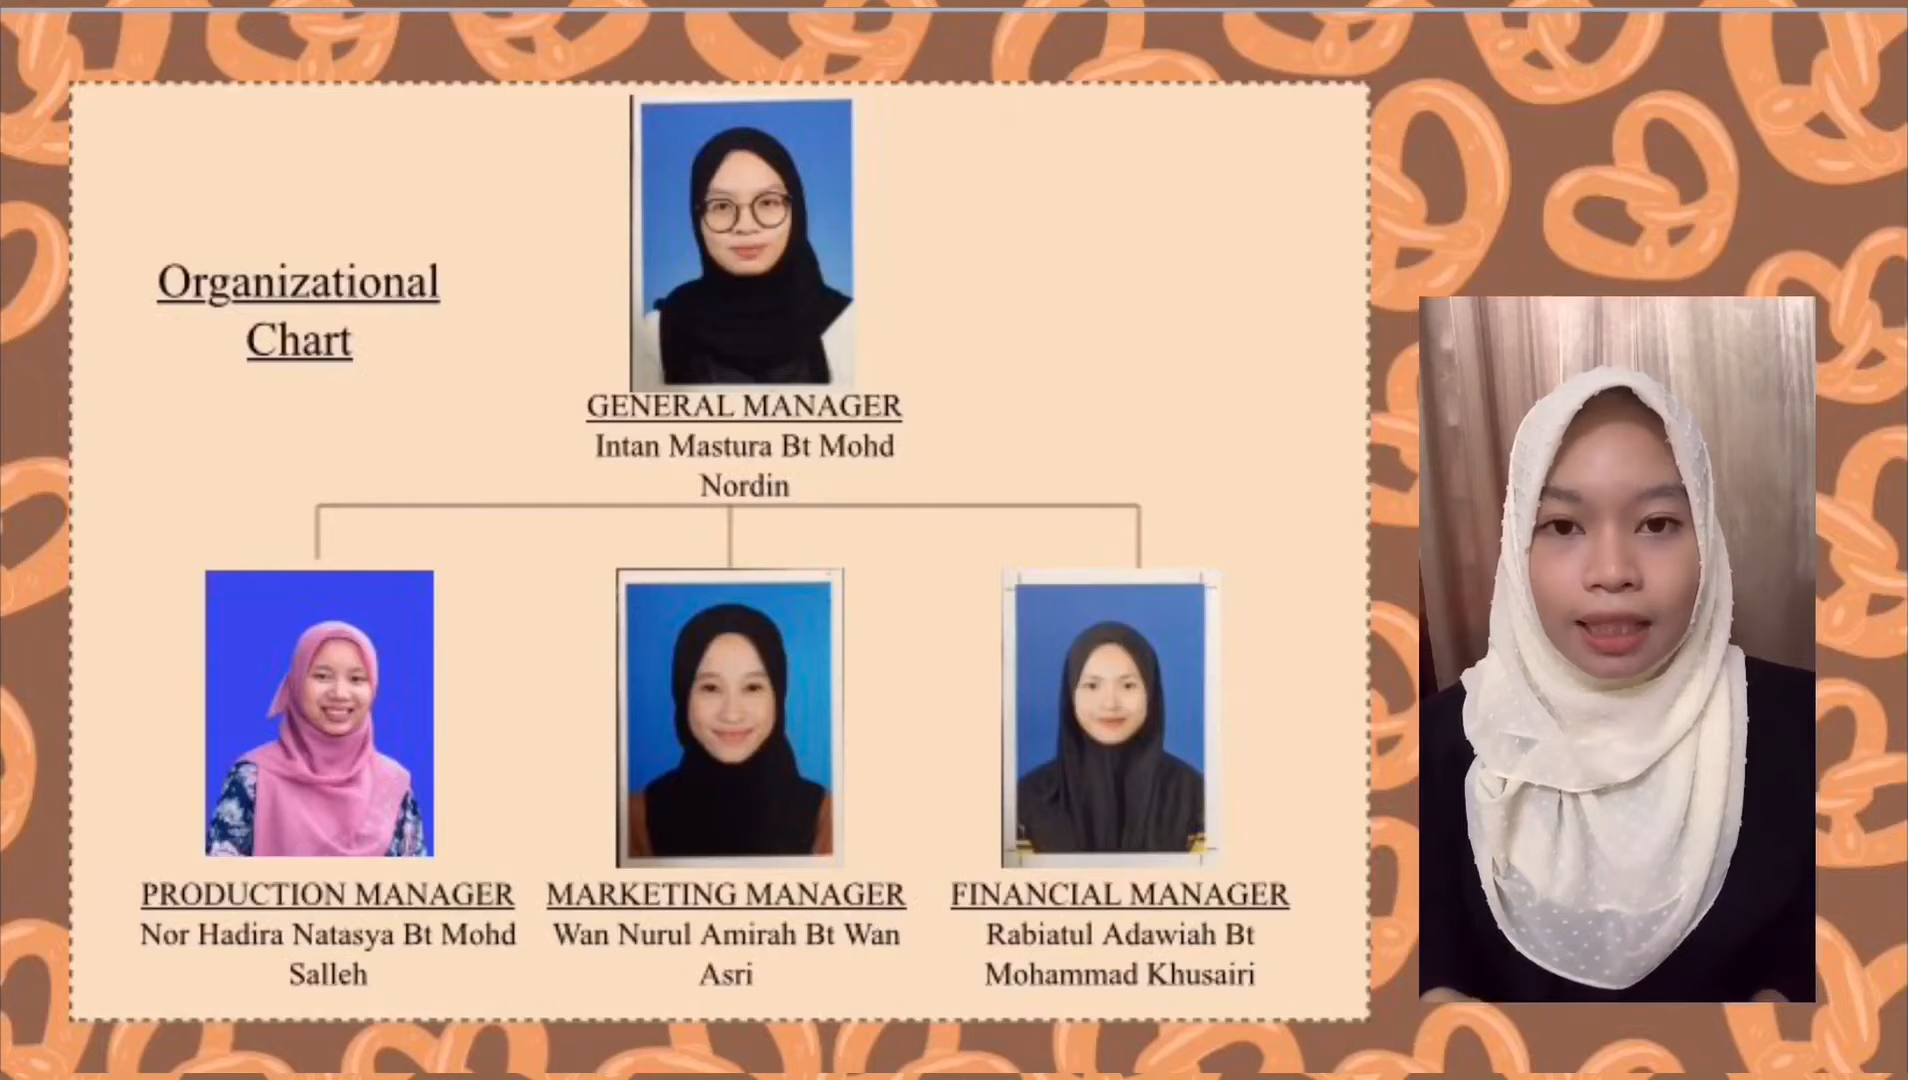 Organizational
Chart
GENERAL MANAGER
Intan Mastura Bt Mohd
Nordin
PRODUCTION MANAGER
Nor Hadira Natasya Bt Mohd
Salleh
MARKETING MANAGER
Wan Nurul Amirah Bt Wan
Asri
FINANCIAL MANAGER
Rabiatul Adawiah Bt
Mohammad Khusairi